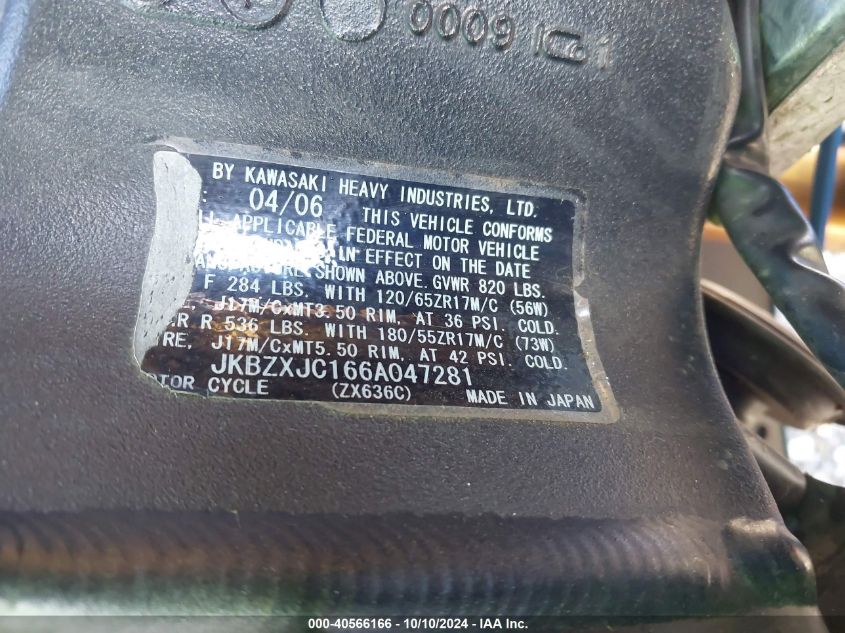 0009 1
BY KAWASAKI HEAVY INDUSTRIES, LTD.
04/06 THIS VEHICLE CONFORMS
APPLICABLE FEDERAL MOTOR VEHICLE
IN EFFECT ON THE DATE
SHOWN ABOVE. GVWR 820 LBS.
F 284 LBS. WITH 120/65ZR17M/C (56W)
J17M/CxMT3.50 RIM, AT 36 PSI. COLD.
R 536 LBS. WITH 180/55ZR17M/C (73W)
J17M/CxMT5.50 RIM, AT 42 PSI. COLD.
JKBZXJC166A047281
CYCLE (ZX636C) MADE IN JAPAN
000-40566166 - 10/10/2024 - IAA Inc.